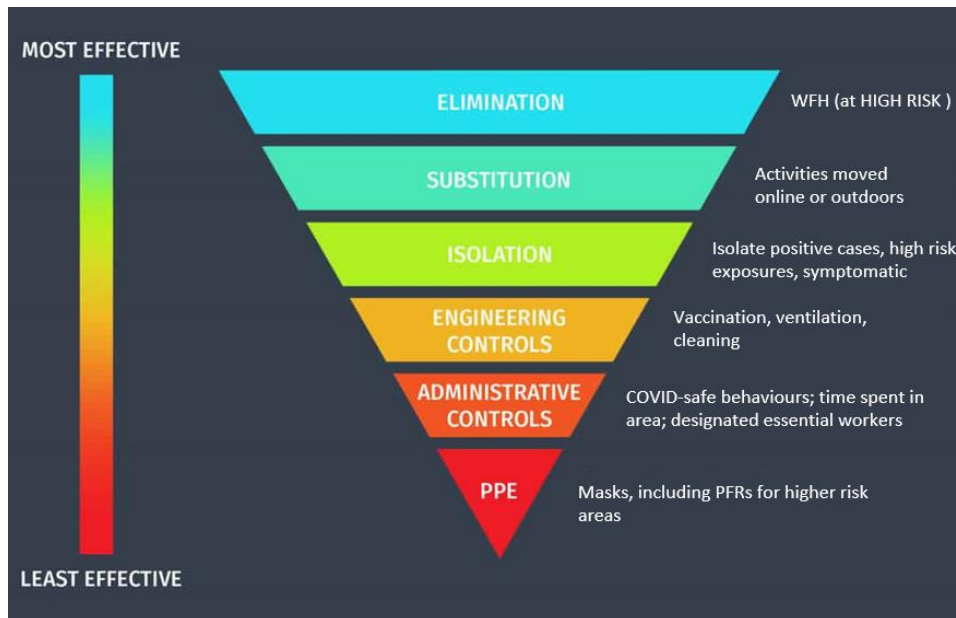 MOST EFFECTIVE
ELIMINATION
WFH (at HIGH RISK )
SUBSTITUTION
Activities moved
online or outdoors
ISOLATION
Isolate positive cases, high risk
exposures, symptomatic
ENGINEERING
CONTROLS
Vaccination, ventilation,
cleaning
ADMINISTRATIVE
CONTROLS
COVID-safe behaviours; time spent in
area; designated essential workers
PPE
Masks, including PFRs for higher risk
areas
LEAST EFFECTIVE